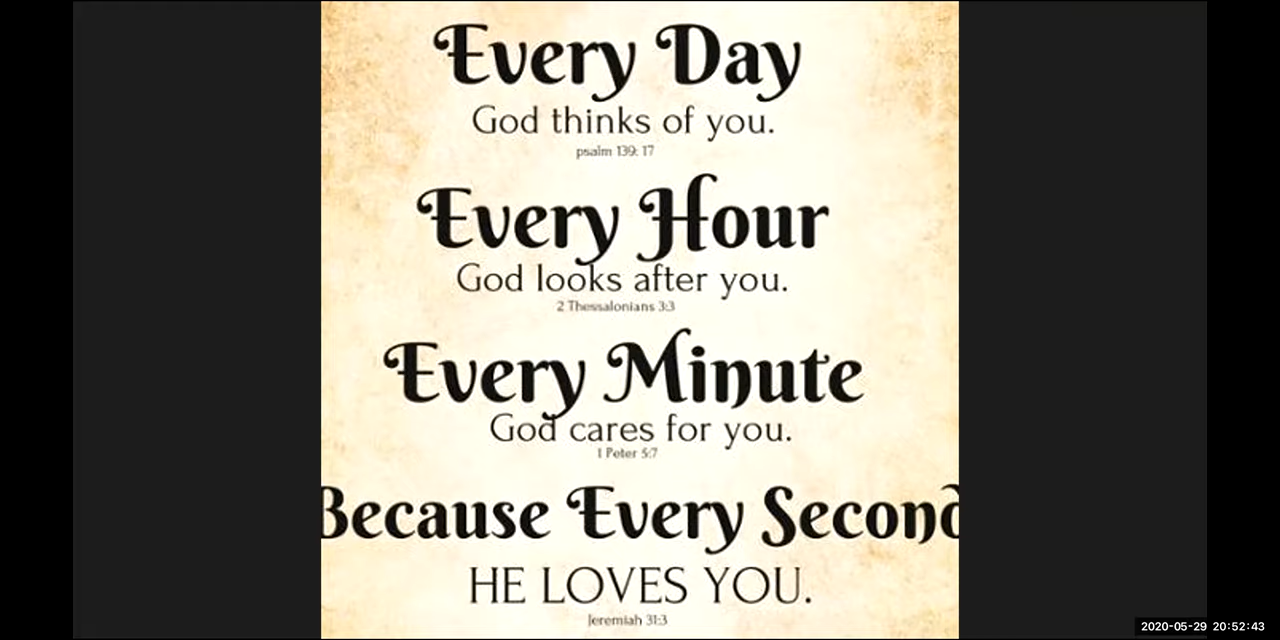 Every Day
God thinks of you.
psalm 139: 17
Every Hour
God looks after you.
2 Thessalonians 3:3
Every Minute
God cares for you.
1 Peter 5:7
Because Every Second
HE LOVES YOU.
Jeremiah 31:3
2020-05-29 20:52:43